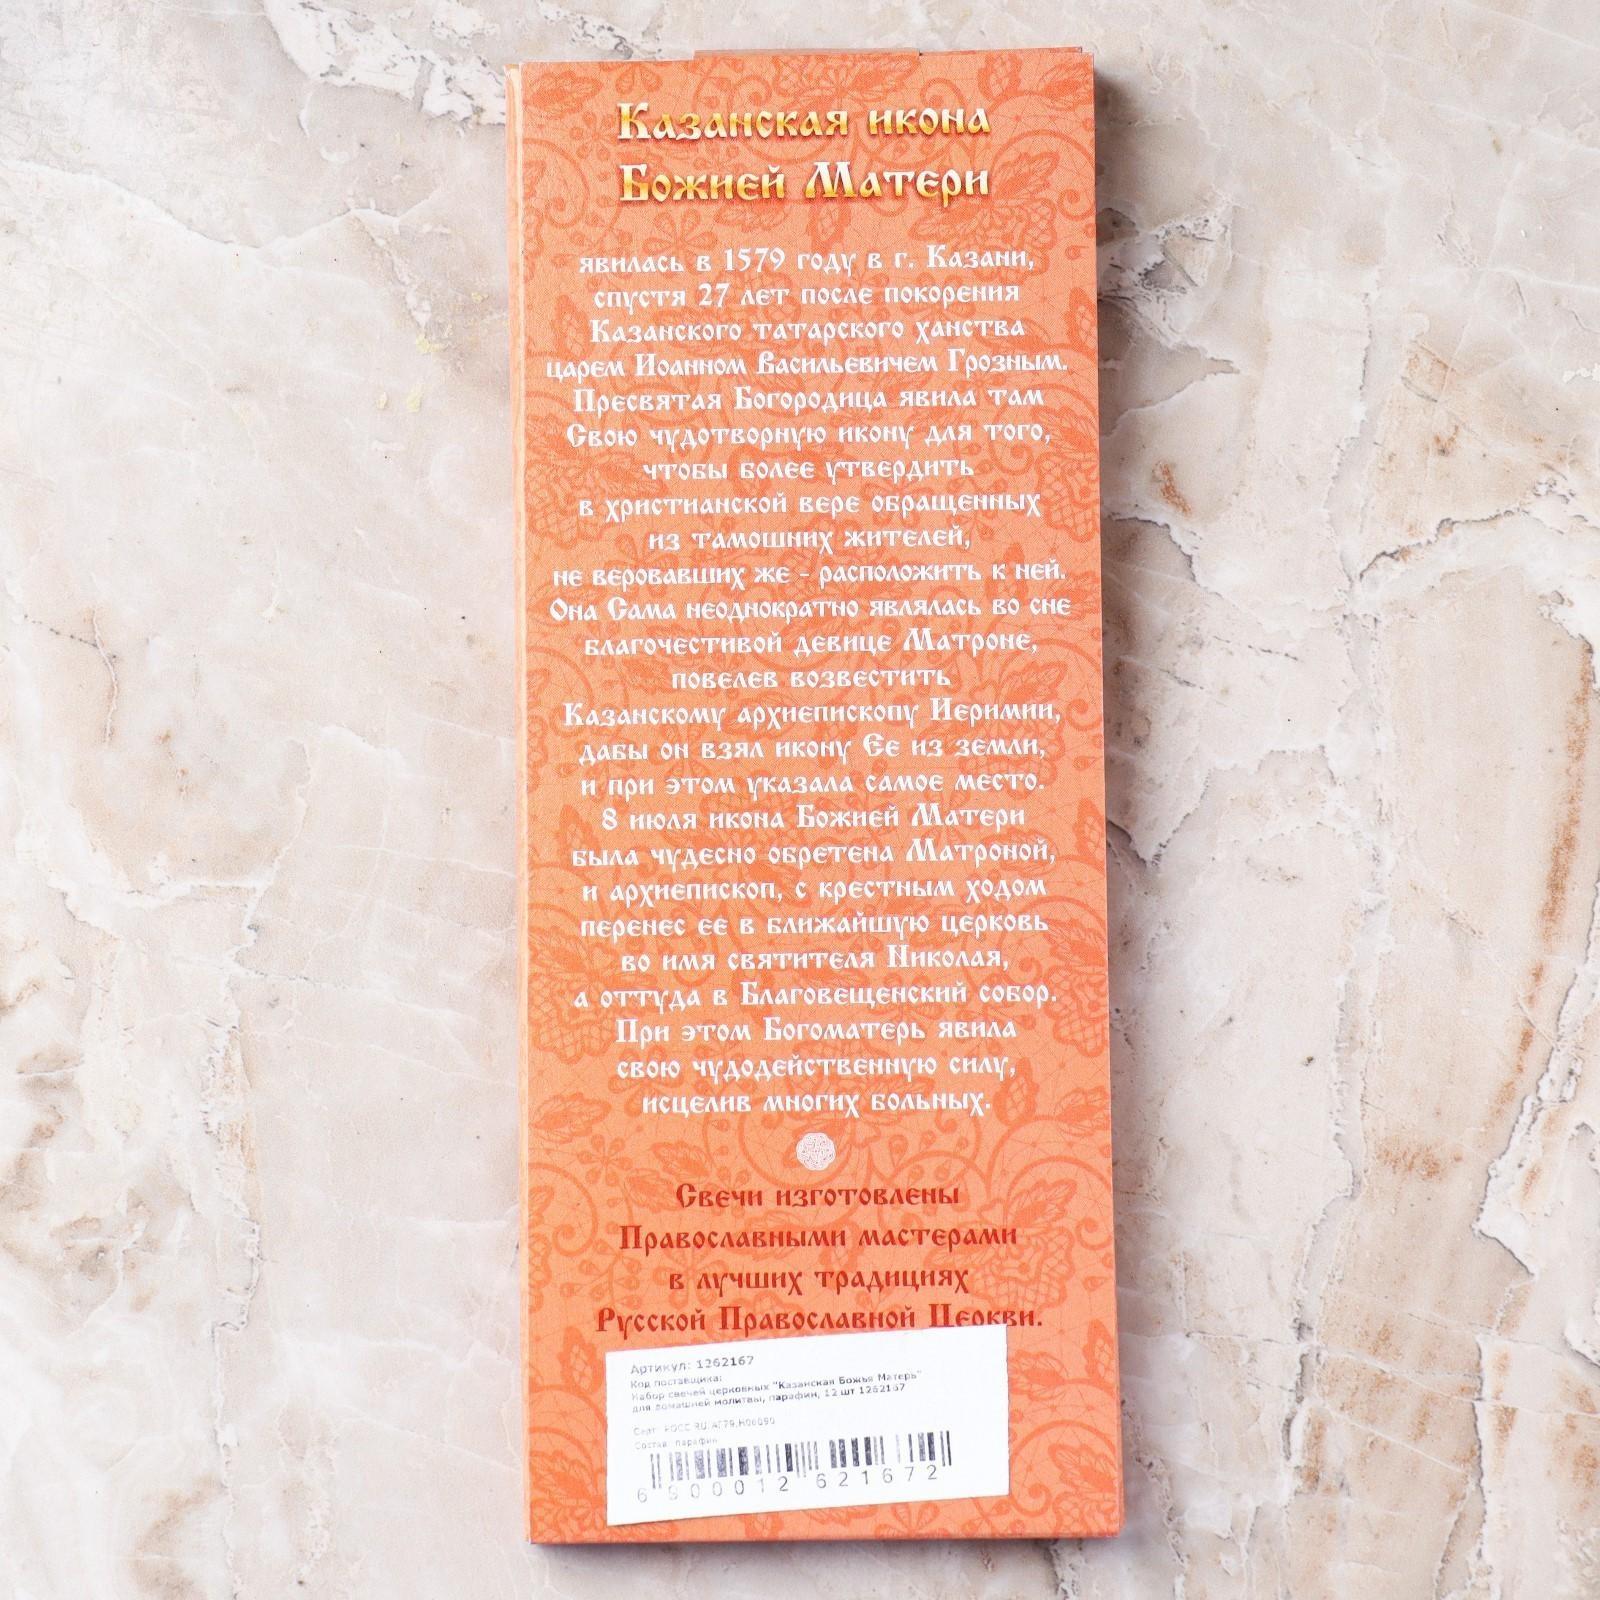 Казанская икона
Божией Матери
явилась в 1579 году в г. Казани,
спустя 27 лет после покорения
Казанского татарского ханства
царем Иоанном Васильевичем Грозным.
Пресвятая Богородица явила там
Свою чудотворную икону для того,
чтобы более утвердить
в христианской вере обращенных
из тамошних жителей,
не веровавших же - расположить к ней.
Она Сама неоднократно являлась во сне
благочестивой девице Матроне,
повелев возвестить
Казанскому архиепископу Иеримии,
дабы он взял икону Ее из земли,
и при этом указала самое место.
8 июля икона Божией Матери
была чудесно обретена Матроной,
и архиепископ, с крестным ходом
перенес ее в ближайшую церковь
во имя святителя Николая,
а оттуда в Благовещенский собор.
При этом Богоматерь явила
свою чудодейственную силу,
исцелив многих больных.
Свечи изготовлены
Православными мастерами
в лучших традициях
Русской Православной Церкви.
Артикул: 1262167
Код поставщика:
Набор свечей церковных "Казанская Божья Матерь"
для домашней молитвы, парафин, 12 шт 1262167
Серт: РОСС RU.АГ79.Н06090
Состав: парафин
6 900012 621672